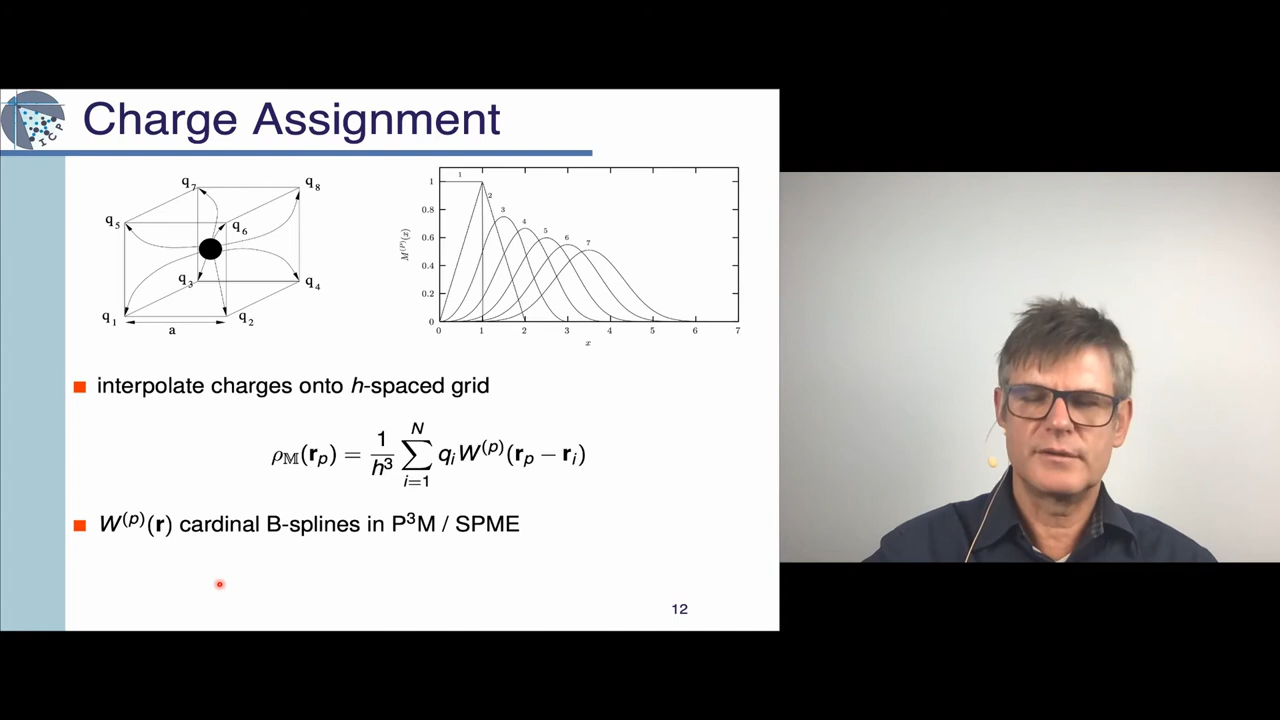 Charge Assignment
ICP
q7 q8
q5 q6
q3 q4
q1 q2
a
1
0.8
0.6
0.4
0.2
0
M^(p)(x)
1 2 3 4 5 6 7
0 1 2 3 4 5 6 7
x
interpolate charges onto h-spaced grid
ρ_𝕄(r_p) = 1/h³ ∑_{i=1}^{N} q_i W^(p)(r_p − r_i)
W^(p)(r) cardinal B-splines in P³M / SPME
12